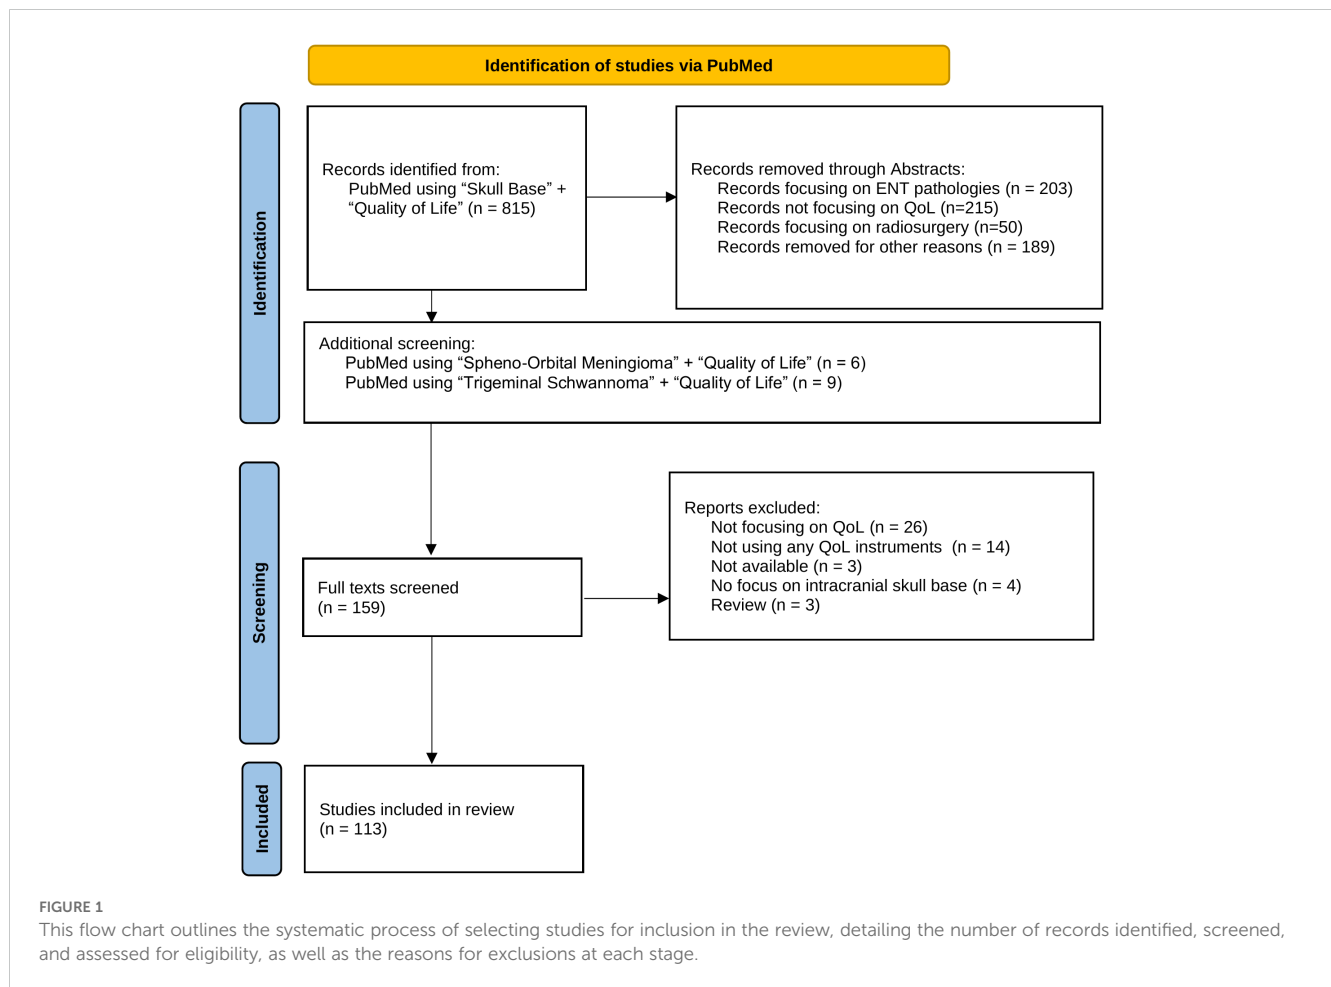 Identification of studies via PubMed
Identification
Records identified from:
PubMed using “Skull Base” +
“Quality of Life” (n = 815)
Records removed through Abstracts:
Records focusing on ENT pathologies (n = 203)
Records not focusing on QoL (n=215)
Records focusing on radiosurgery (n=50)
Records removed for other reasons (n = 189)
Additional screening:
PubMed using “Spheno-Orbital Meningioma” + “Quality of Life” (n = 6)
PubMed using “Trigeminal Schwannoma” + “Quality of Life” (n = 9)
Screening
Full texts screened
(n = 159)
Reports excluded:
Not focusing on QoL (n = 26)
Not using any QoL instruments (n = 14)
Not available (n = 3)
No focus on intracranial skull base (n = 4)
Review (n = 3)
Included
Studies included in review
(n = 113)
FIGURE 1
This flow chart outlines the systematic process of selecting studies for inclusion in the review, detailing the number of records identified, screened,
and assessed for eligibility, as well as the reasons for exclusions at each stage.